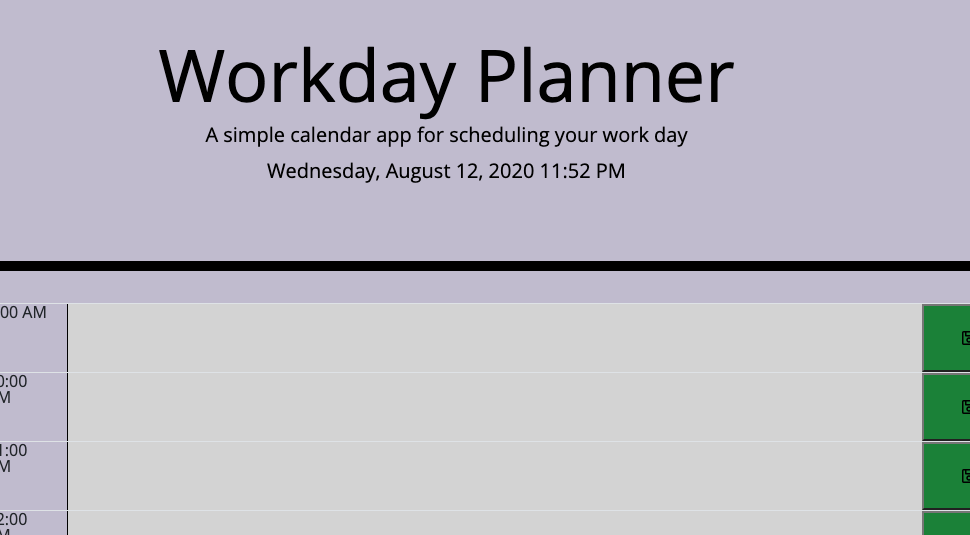 Workday Planner
A simple calendar app for scheduling your work day
Wednesday, August 12, 2020 11:52 PM
:00 AM
0:00
M
1:00
M
2:00
M